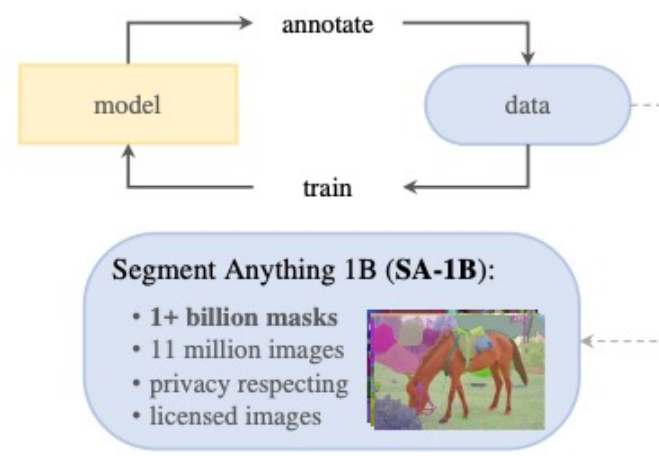 annotate
model
data
train
Segment Anything 1B (SA-1B):
• 1+ billion masks
• 11 million images
• privacy respecting
• licensed images